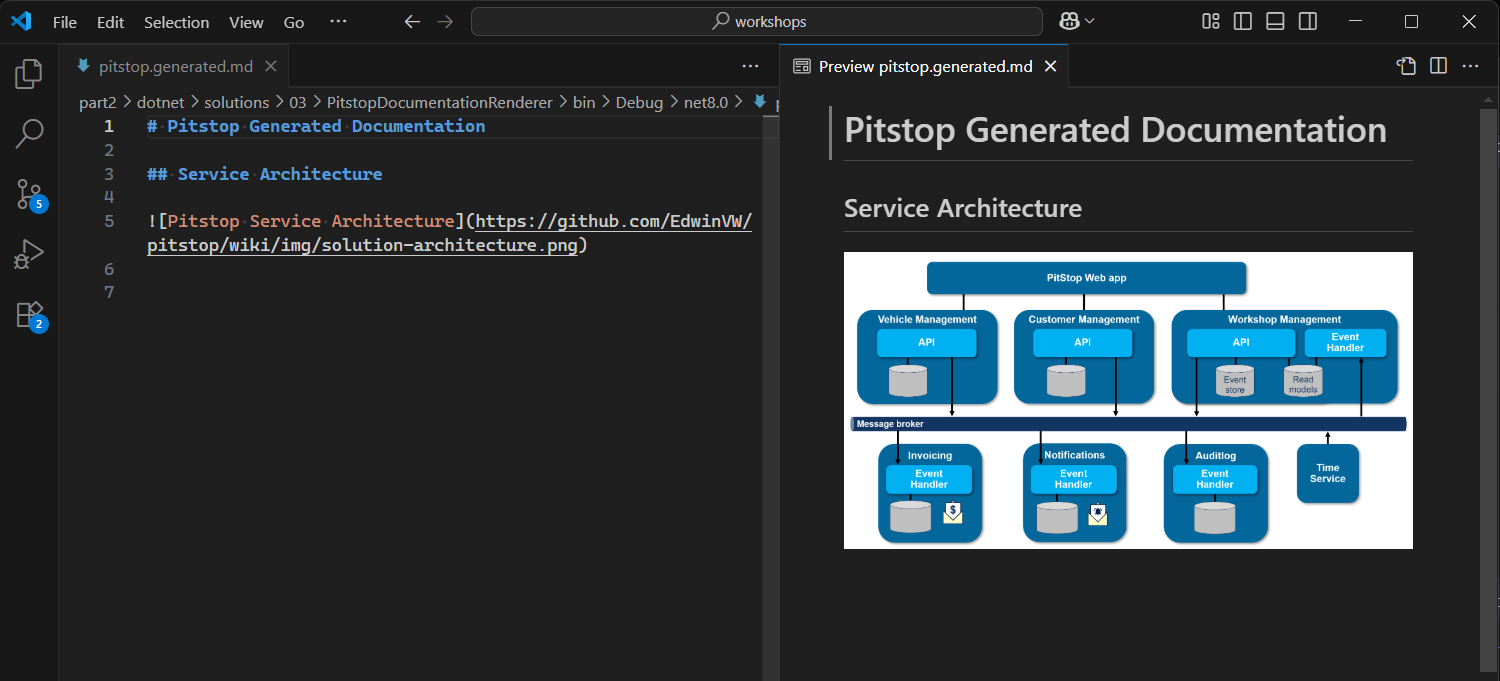 File Edit Selection View Go ··· workshops
pitstop.generated.md
Preview pitstop.generated.md
part2 > dotnet > solutions > 03 > PitstopDocumentationRenderer > bin > Debug > net8.0 >
1 # Pitstop Generated Documentation
2
3 ## Service Architecture
4
5 ![Pitstop Service Architecture](https://github.com/EdwinVW/
pitstop/wiki/img/solution-architecture.png)
6
7
5
2
Pitstop Generated Documentation
Service Architecture
PitStop Web app
Vehicle Management
API
Customer Management
API
Workshop Management
API
Event
Handler
Event
store
Read
models
Message broker
Invoicing
Event
Handler
$
Notifications
Event
Handler
Auditlog
Event
Handler
Time
Service